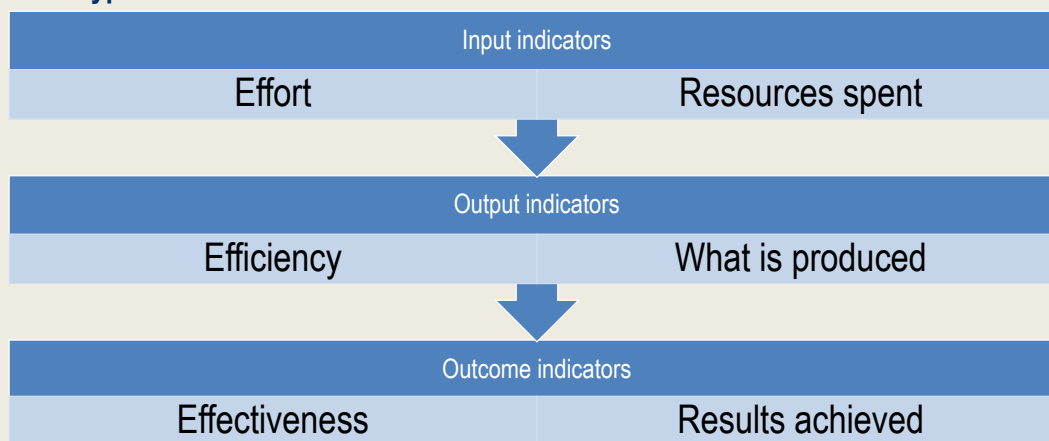 Input indicators
Effort Resources spent
Output indicators
Efficiency What is produced
Outcome indicators
Effectiveness Results achieved